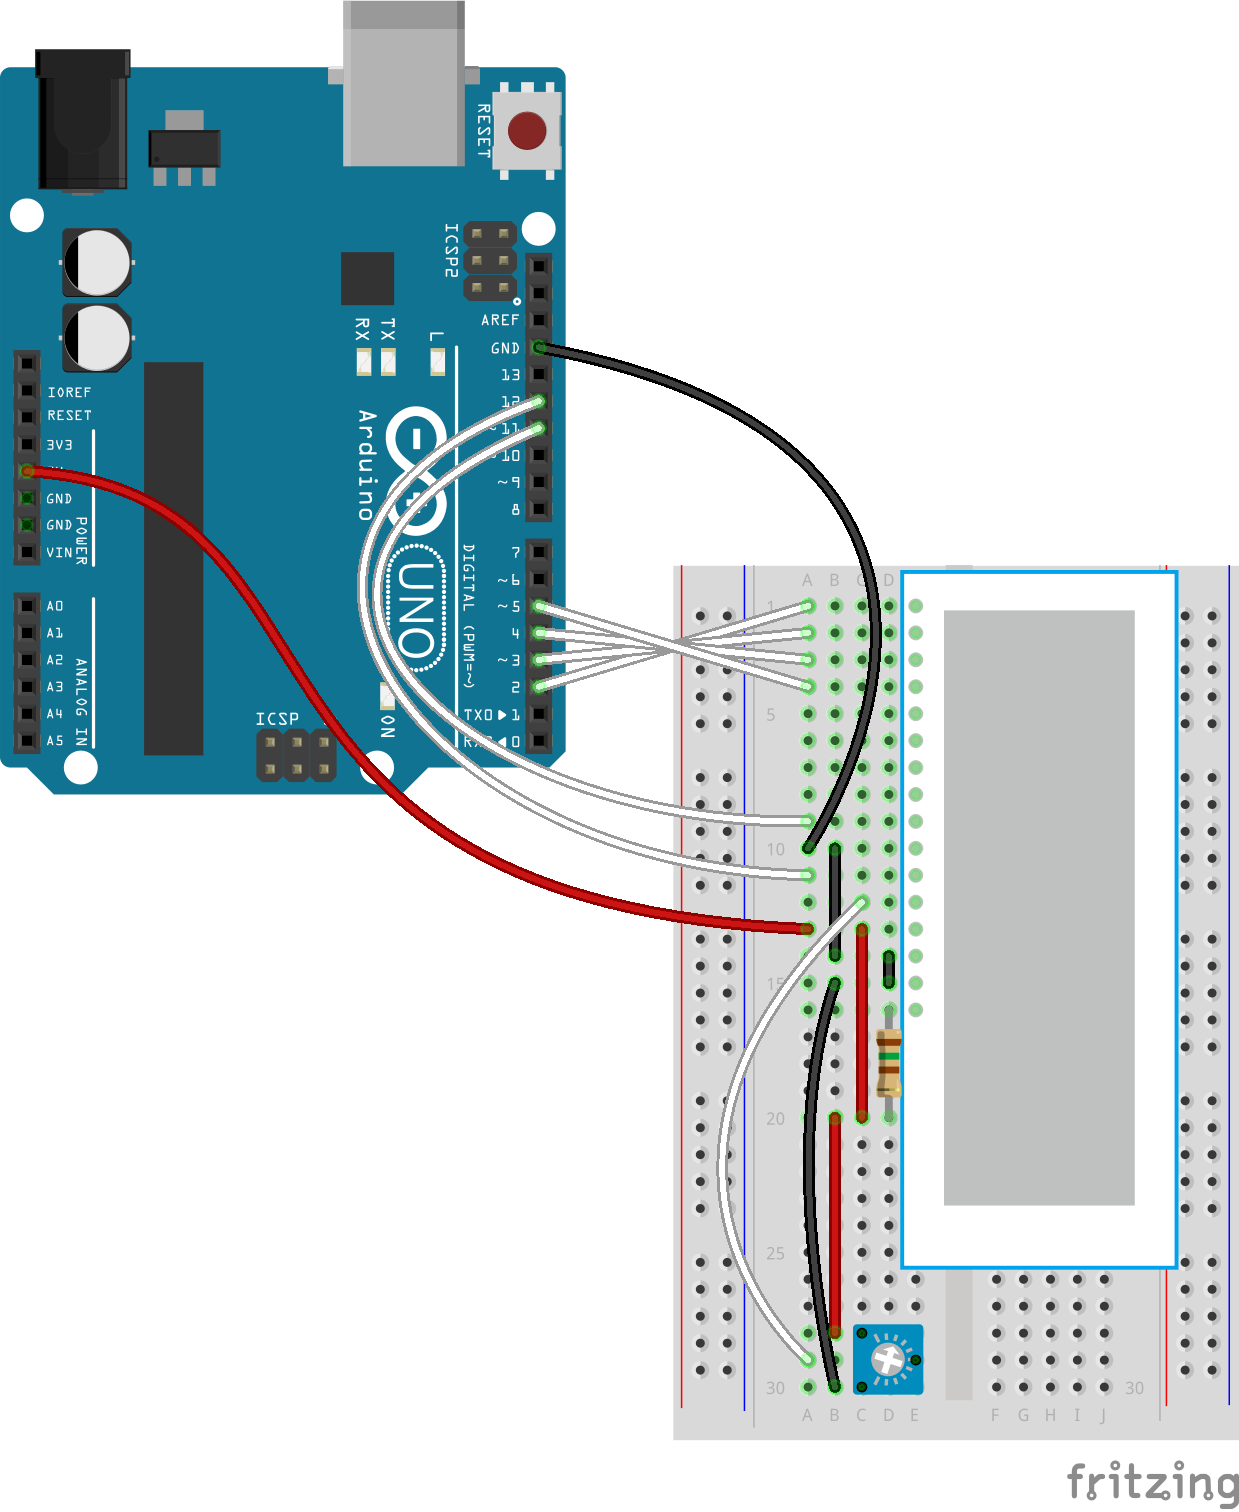 RESET
ICSP2
AREF
GND
13
12
~11
~10
~9
8
RX
TX
L
IOREF
RESET
3V3
GND
GND
VIN
POWER
Arduino
UNO
DIGITAL (PWM=~)
7
~6
~5
4
~3
2
TX0▶1
◀0
A0
A1
A2
A3
A4
A5
ANALOG IN
ICSP
ON
A B C D
1
5
10
15
20
25
30
30
A B C D E
F G H I J
fritzing